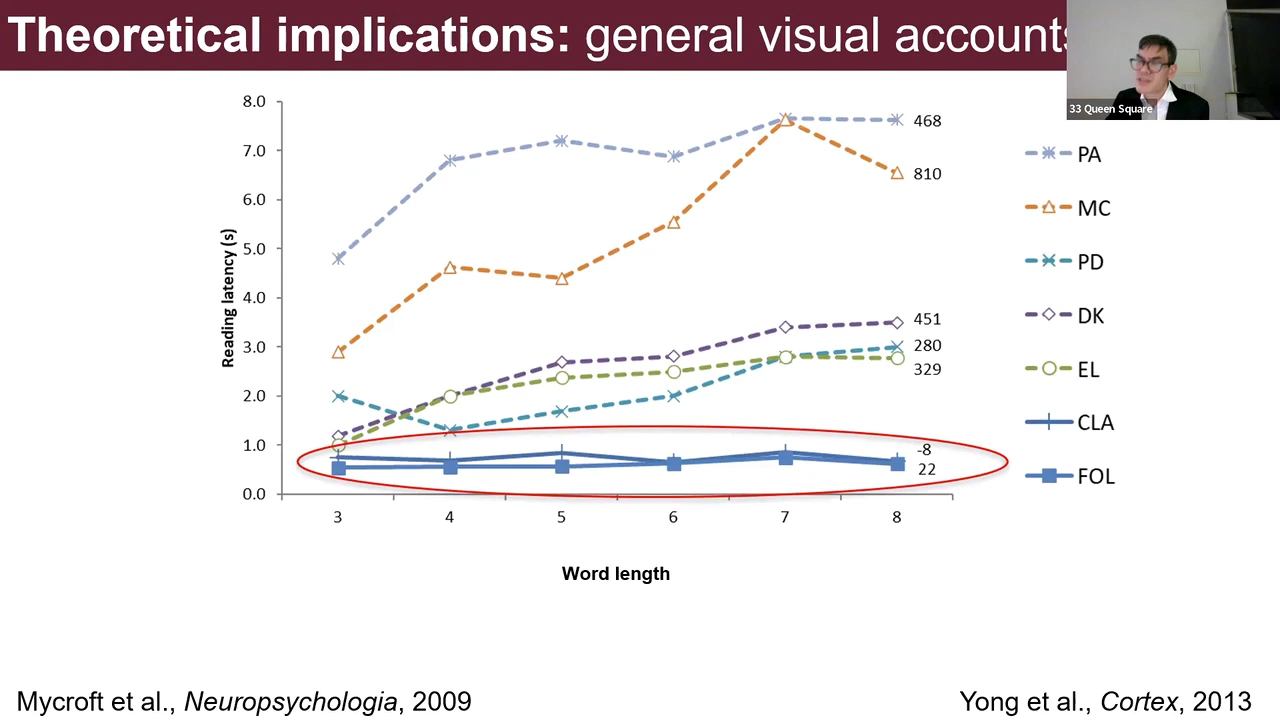 Theoretical implications: general visual accounts
33 Queen Square
8.0
7.0
6.0
5.0
4.0
3.0
2.0
1.0
0.0
Reading latency (s)
3 4 5 6 7 8
Word length
468
810
451
280
329
-8
22
PA
MC
PD
DK
EL
CLA
FOL
Mycroft et al., Neuropsychologia, 2009
Yong et al., Cortex, 2013